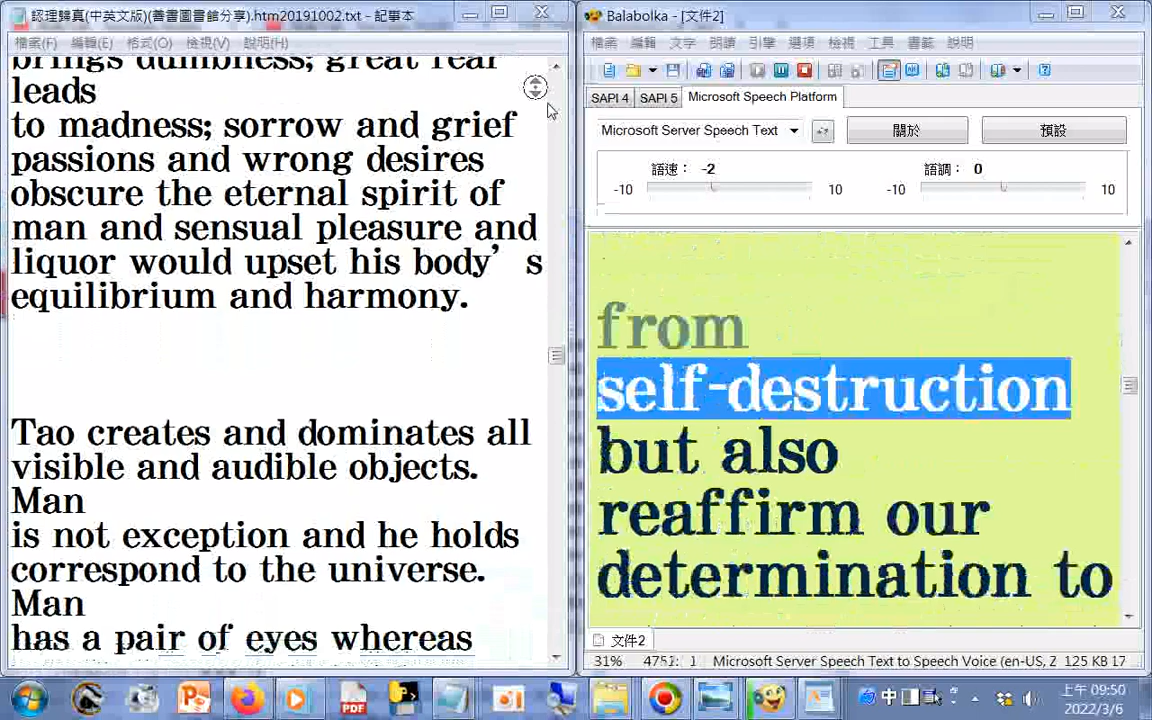 認理歸真(中英文版)(善書圖書館分享).htm20191002.txt - 記事本
檔案(F) 編輯(E) 格式(O) 檢視(V) 說明(H)
brings dumbness; great fear
leads
to madness; sorrow and grief
passions and wrong desires
obscure the eternal spirit of
man and sensual pleasure and
liquor would upset his body’s
equilibrium and harmony.
Tao creates and dominates all
visible and audible objects.
Man
is not exception and he holds
correspond to the universe.
Man
has a pair of eyes whereas
Balabolka - [文件2]
檔案 編輯 文字 朗讀 引擎 選項 檢視 工具 書籤 說明
SAPI 4 SAPI 5 Microsoft Speech Platform
Microsoft Server Speech Text 關於 預設
語速： -2 語調： 0
-10 10 -10 10
from
self-destruction
but also
reaffirm our
determination to
文件2
31% 4751: 1 Microsoft Server Speech Text to Speech Voice (en-US, Z 125 KB 17
中
上午 09:50
2022/3/6